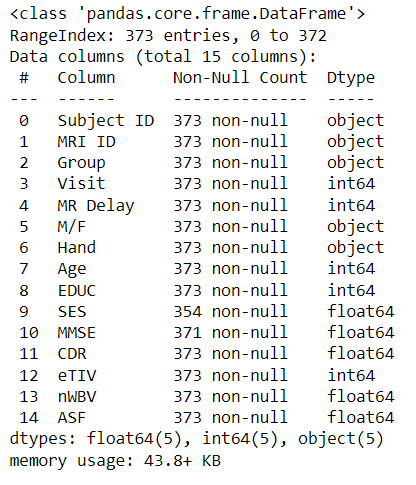 <class 'pandas.core.frame.DataFrame'>
RangeIndex: 373 entries, 0 to 372
Data columns (total 15 columns):
 #   Column      Non-Null Count  Dtype
---  ------      --------------  -----
 0   Subject ID  373 non-null    object
 1   MRI ID      373 non-null    object
 2   Group       373 non-null    object
 3   Visit       373 non-null    int64
 4   MR Delay    373 non-null    int64
 5   M/F         373 non-null    object
 6   Hand        373 non-null    object
 7   Age         373 non-null    int64
 8   EDUC        373 non-null    int64
 9   SES         354 non-null    float64
 10  MMSE        371 non-null    float64
 11  CDR         373 non-null    float64
 12  eTIV        373 non-null    int64
 13  nWBV        373 non-null    float64
 14  ASF         373 non-null    float64
dtypes: float64(5), int64(5), object(5)
memory usage: 43.8+ KB